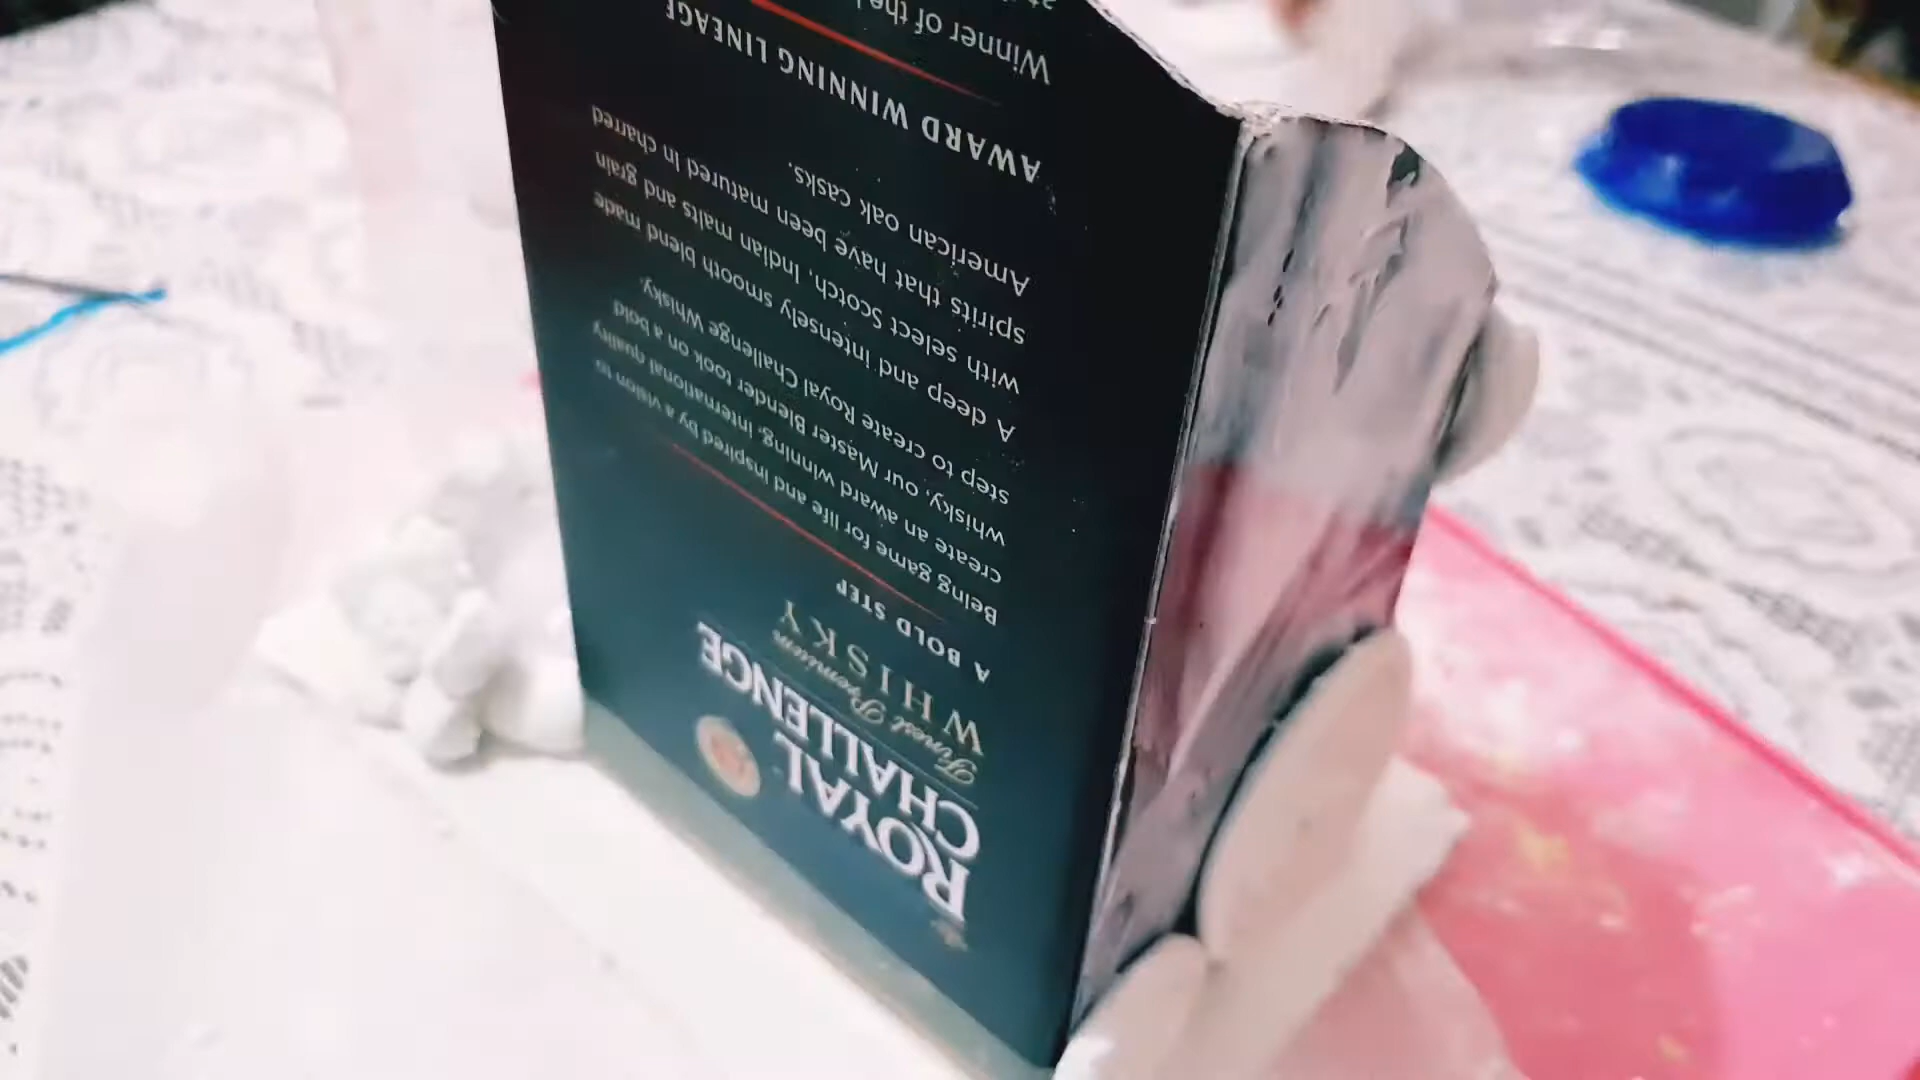 ROYAL
CHALLENGE
Finest Premium
WHISKY
A BOLD STEP
Being game for life and inspired by a vision to
create an award winning, international quality
whisky, our Master Blender took on a bold
step to create Royal Challenge Whisky.
A deep and intensely smooth blend made
with select Scotch, Indian malts and grain
spirits that have been matured in charred
American oak casks.
AWARD WINNING LINEAGE
Winner of the